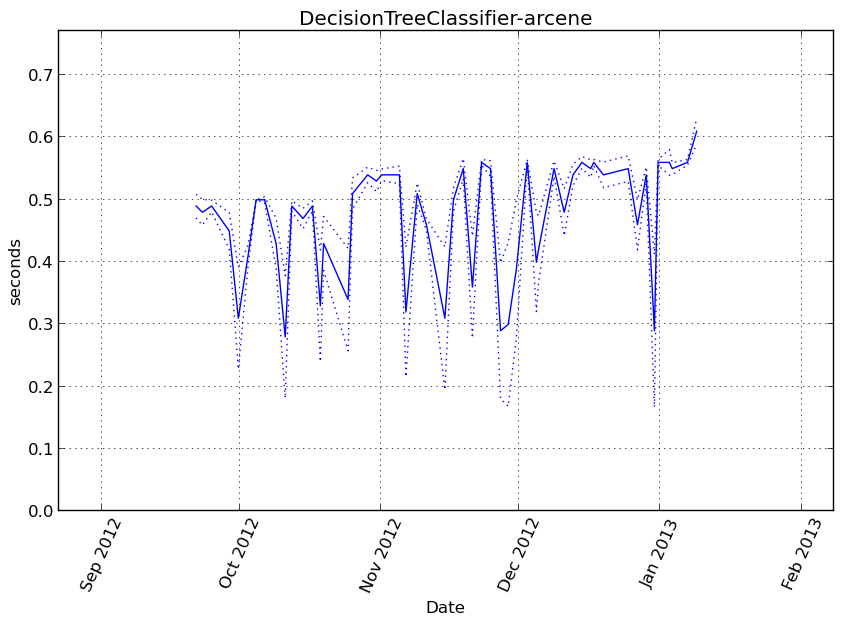 DecisionTreeClassifier-arcene
0.7
0.6
0.5
0.4
0.3
0.2
0.1
0.0
seconds
Sep 2012
Oct 2012
Nov 2012
Dec 2012
Jan 2013
Feb 2013
Date